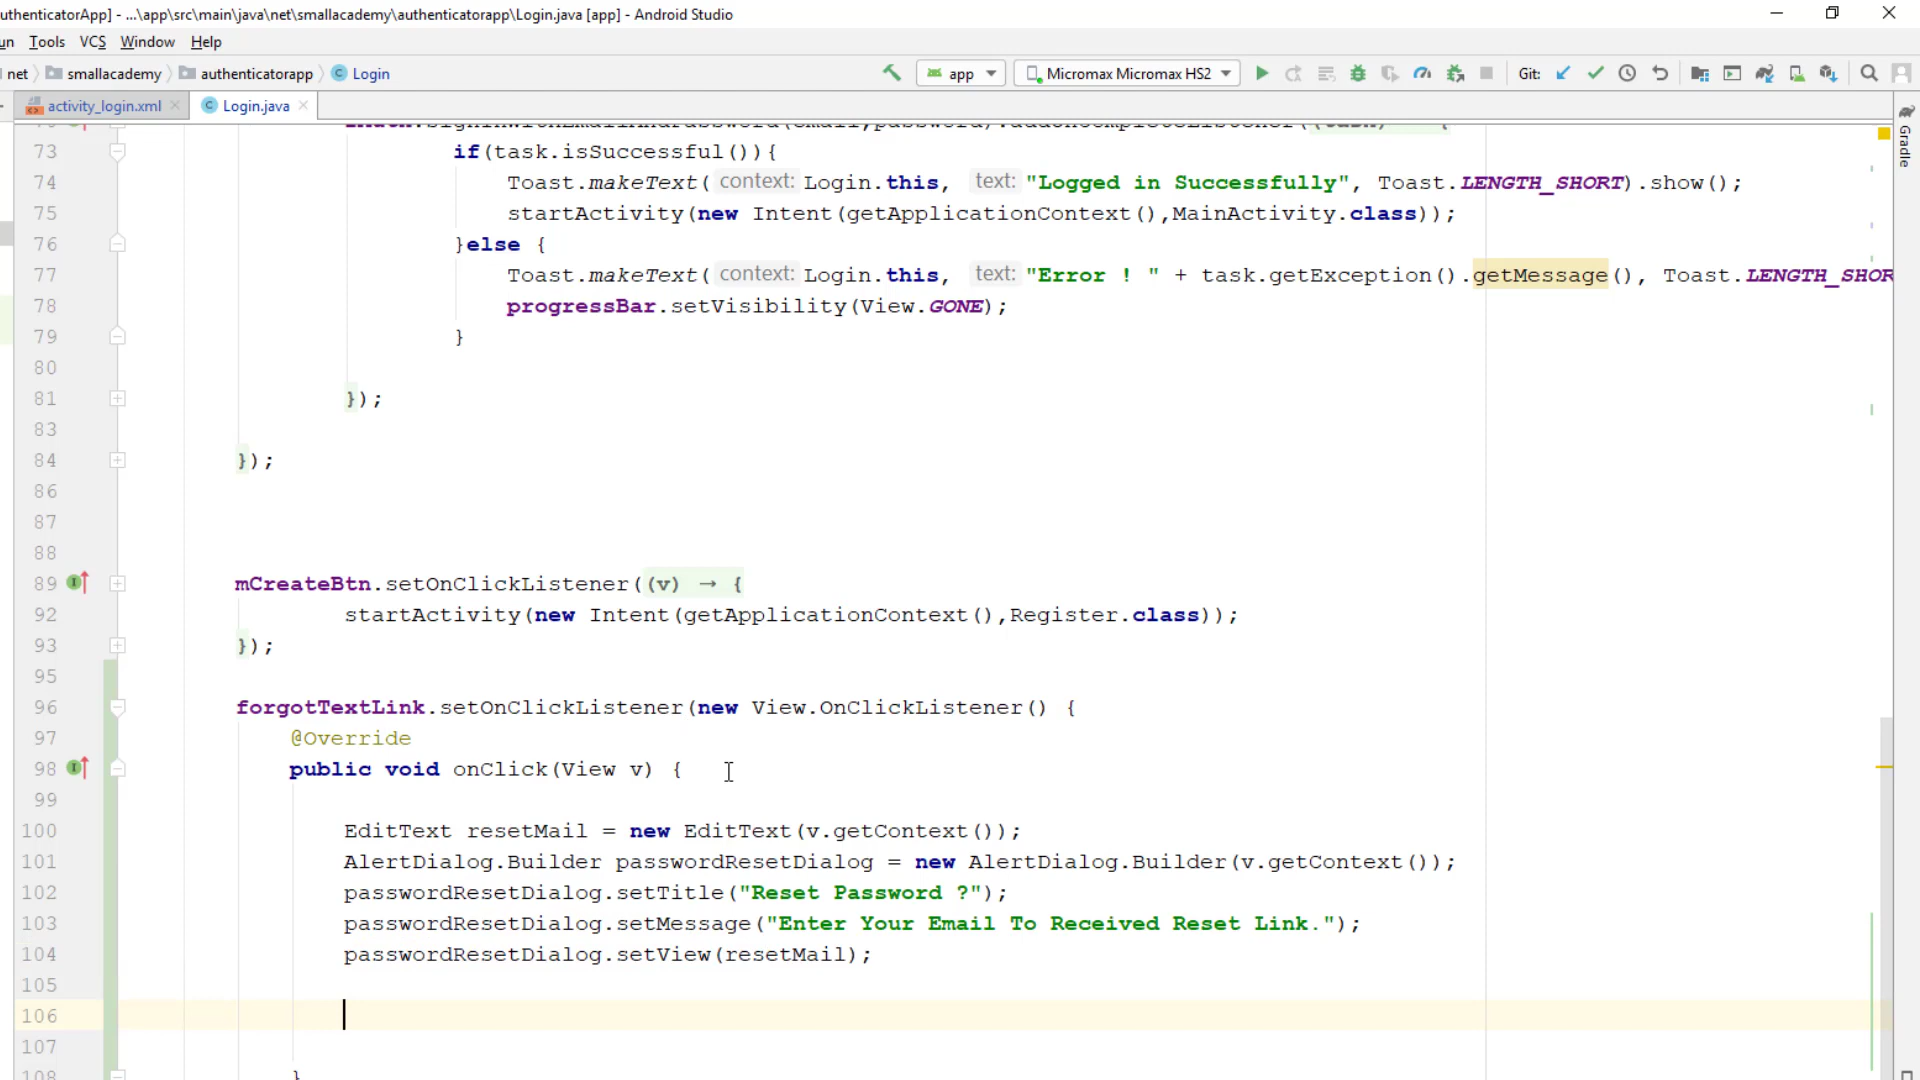 uthenticatorApp] - ...\app\src\main\java\net\smallacademy\authenticatorapp\Login.java [app] - Android Studio
un Tools VCS Window Help
net smallacademy authenticatorapp Login app Micromax Micromax HS2 Git:
activity_login.xml Login.java
Gradle
73 if(task.isSuccessful()){
74 Toast.makeText( context: Login.this, text: "Logged in Successfully", Toast.LENGTH_SHORT).show();
75 startActivity(new Intent(getApplicationContext(),MainActivity.class));
76 }else {
77 Toast.makeText( context: Login.this, text: "Error ! " + task.getException().getMessage(), Toast.LENGTH_SHOR
78 progressBar.setVisibility(View.GONE);
79 }
80
81 });
83
84 });
86
87
88
89 mCreateBtn.setOnClickListener((v) → {
92 startActivity(new Intent(getApplicationContext(),Register.class));
93 });
95
96 forgotTextLink.setOnClickListener(new View.OnClickListener() {
97 @Override
98 public void onClick(View v) {
99
100 EditText resetMail = new EditText(v.getContext());
101 AlertDialog.Builder passwordResetDialog = new AlertDialog.Builder(v.getContext());
102 passwordResetDialog.setTitle("Reset Password ?");
103 passwordResetDialog.setMessage("Enter Your Email To Received Reset Link.");
104 passwordResetDialog.setView(resetMail);
105
106
107
108 }